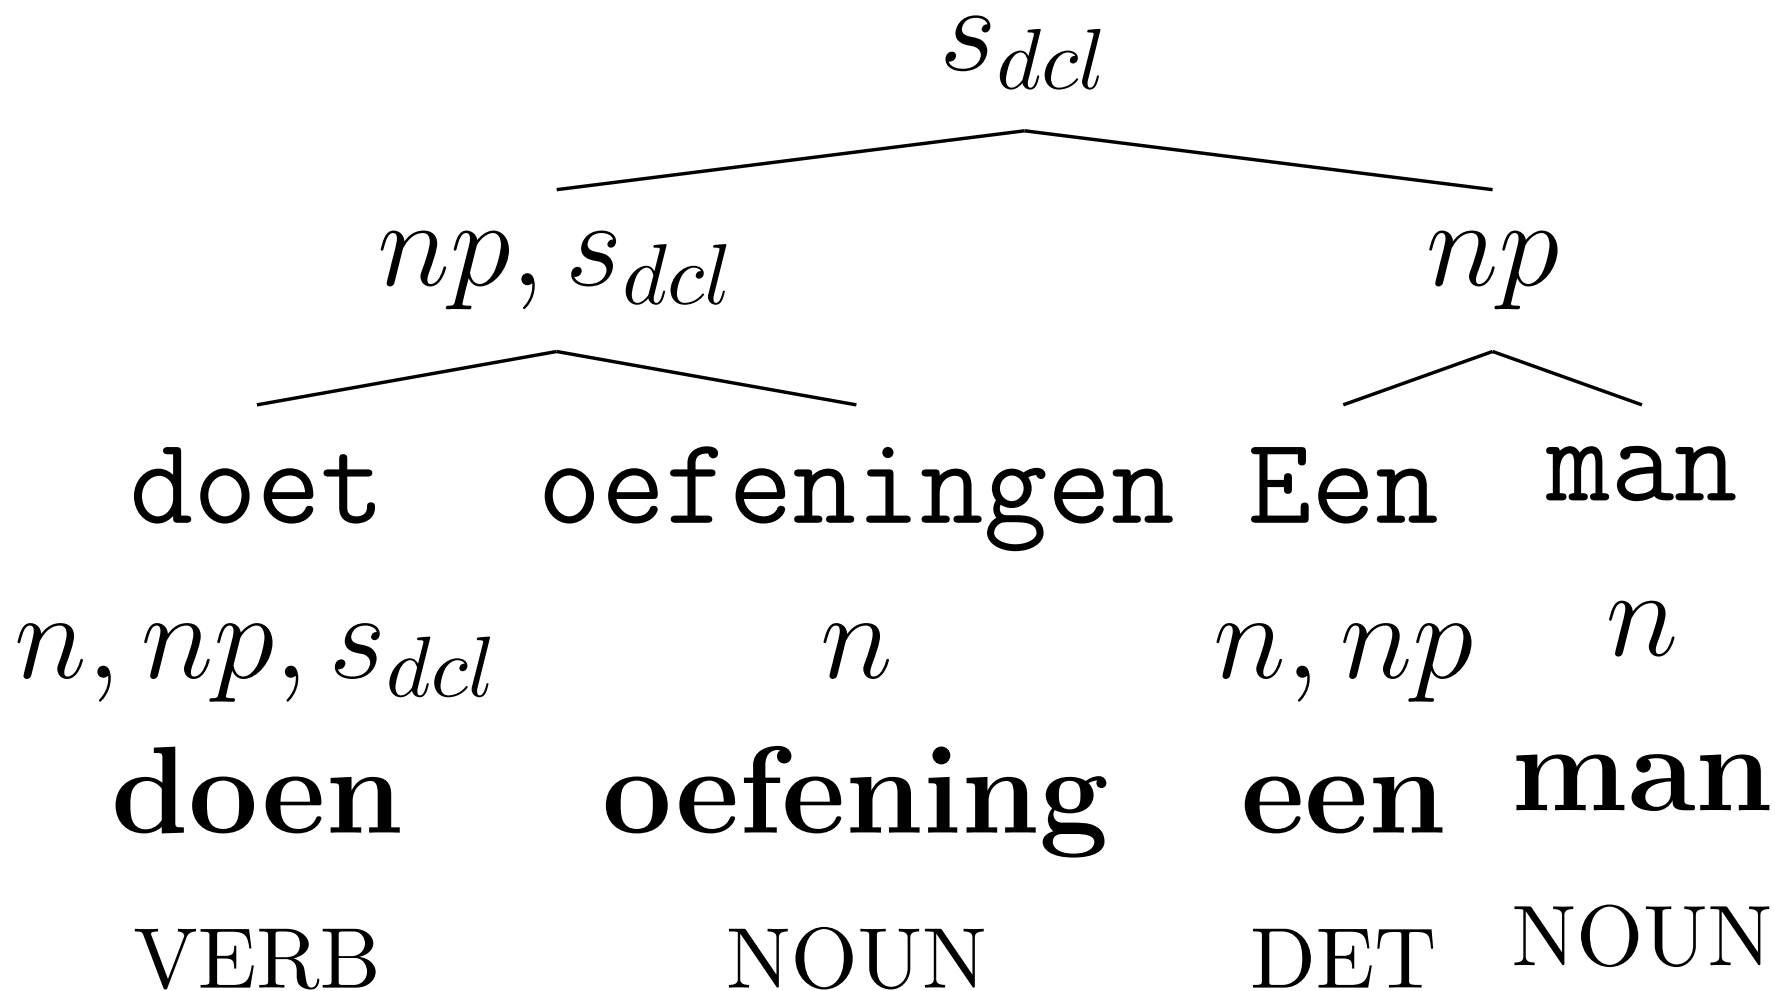 s_dcl
np, s_dcl np
doet oefeningen Een man
n, np, s_dcl n n, np n
doen oefening een man
VERB NOUN DET NOUN